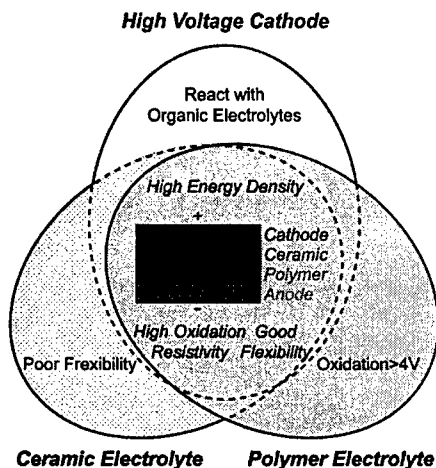 High Voltage Cathode
React with
Organic Electrolytes
High Energy Density
+
Cathode
Ceramic
Polymer
Anode
-
High Oxidation Good
Resistivity Flexibility
Poor Frexibility
Oxidation>4V
Ceramic Electrolyte
Polymer Electrolyte